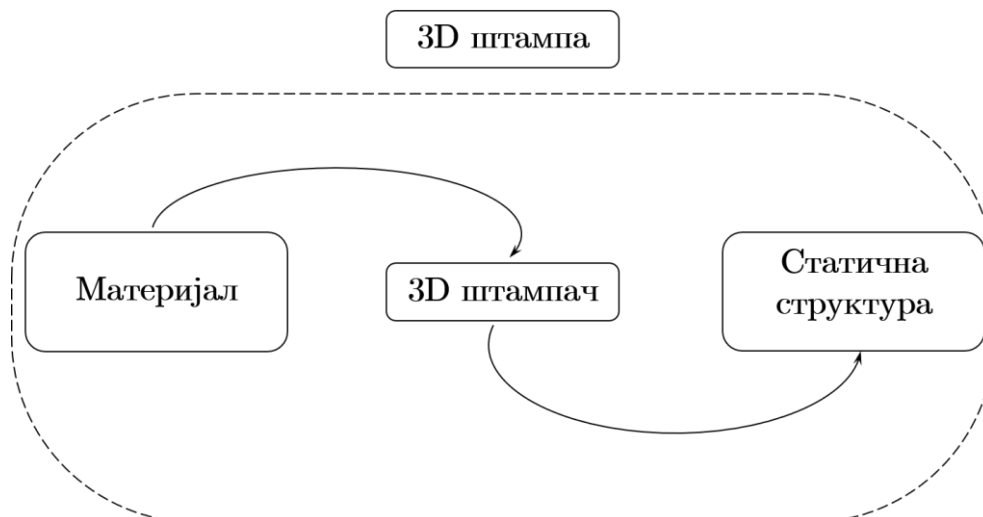 3D штампа
Материјал
3D штампач
Статична
структура